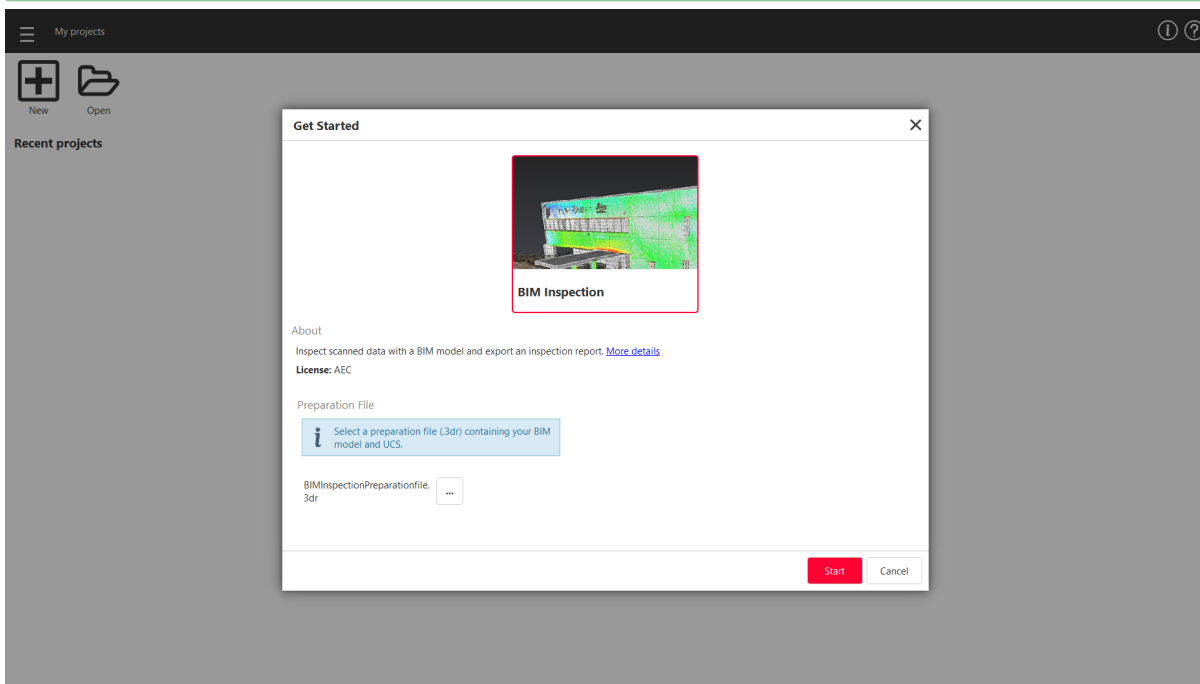 My projects
New
Open
Recent projects
Get Started
BIM Inspection
About
Inspect scanned data with a BIM model and export an inspection report. More details
License: AEC
Preparation File
Select a preparation file (.3dr) containing your BIM
model and UCS.
BIMInspectionPreparationfile.
3dr
...
Start
Cancel